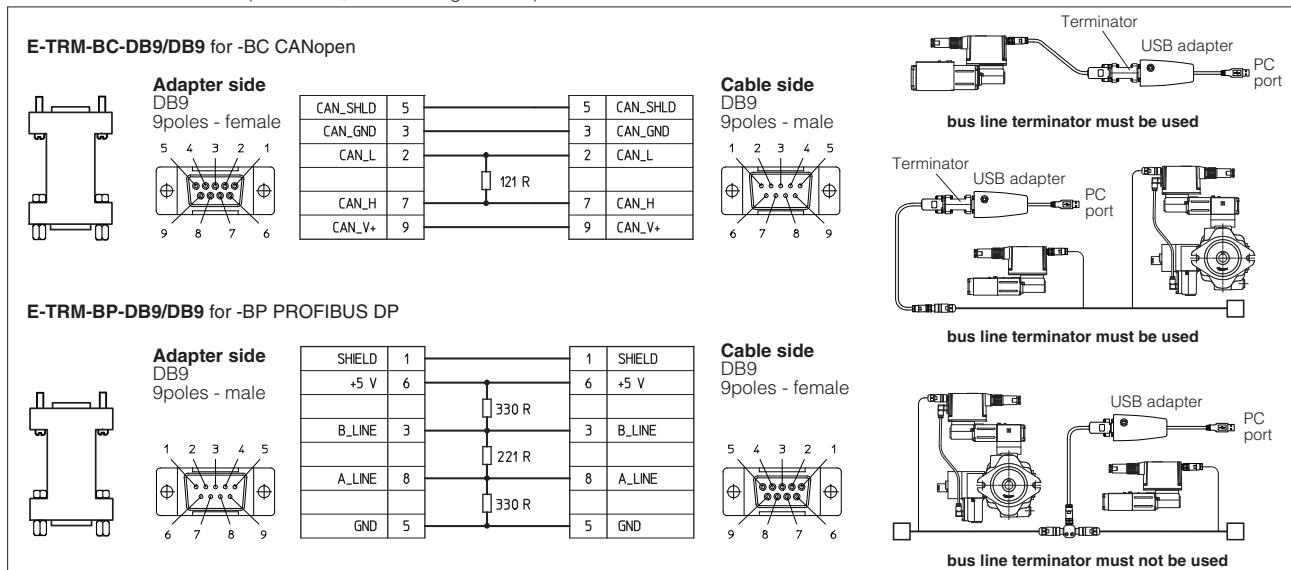 E-TRM-BC-DB9/DB9 for -BC CANopen
Adapter side
DB9
9poles - female
5 4 3 2 1
9 8 7 6
CAN_SHLD 5 5 CAN_SHLD
CAN_GND 3 3 CAN_GND
CAN_L 2 2 CAN_L
121 R
CAN_H 7 7 CAN_H
CAN_V+ 9 9 CAN_V+
Cable side
DB9
9poles - male
1 2 3 4 5
6 7 8 9
E-TRM-BP-DB9/DB9 for -BP PROFIBUS DP
Adapter side
DB9
9poles - male
1 2 3 4 5
6 7 8 9
SHIELD 1 1 SHIELD
+5 V 6 6 +5 V
330 R
B_LINE 3 3 B_LINE
221 R
A_LINE 8 8 A_LINE
330 R
GND 5 5 GND
Cable side
DB9
9poles - female
5 4 3 2 1
9 8 7 6
Terminator
USB adapter
PC
port
bus line terminator must be used
Terminator
USB adapter
PC
port
bus line terminator must be used
USB adapter
PC
port
bus line terminator must not be used